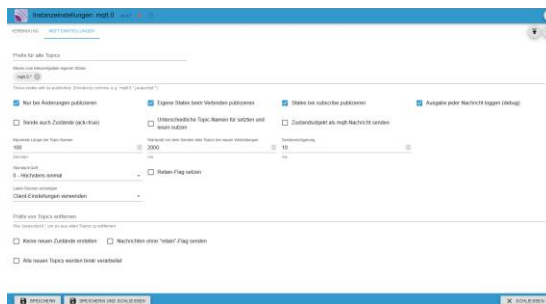 Instanzeinstellungen: mqtt.0
VERBINDUNG MQTT EINSTELLUNGEN
Präfix für alle Topics
Maske zum Bekanntgeben eigener States
mqtt.0.*
Nur bei Änderungen publizieren
Eigene States beim Verbinden publizieren
States bei subscribe publizieren
Ausgabe jeder Nachricht loggen (debug)
Sende auch Zustände (ack=true)
Unterschiedliche Topic-Namen für setzten und
lesen nutzen
Zustandsobjekt als mqtt-Nachricht senden
Maximale Länge der Topic-Namen
100
Zeichen
2000
ms
Sendeverzögerung
10
ms
Standard QoS
0 - Höchstens einmal
Retain-Flag setzen
Client-Einstellungen verwenden
Präfix von Topics entfernen
Keine neuen Zustände erstellen
Nachrichten ohne "retain"-Flag senden
Alle neuen Topics werden binär verarbeitet
SPEICHERN
SPEICHERN UND SCHLIESSEN
SCHLIESSEN